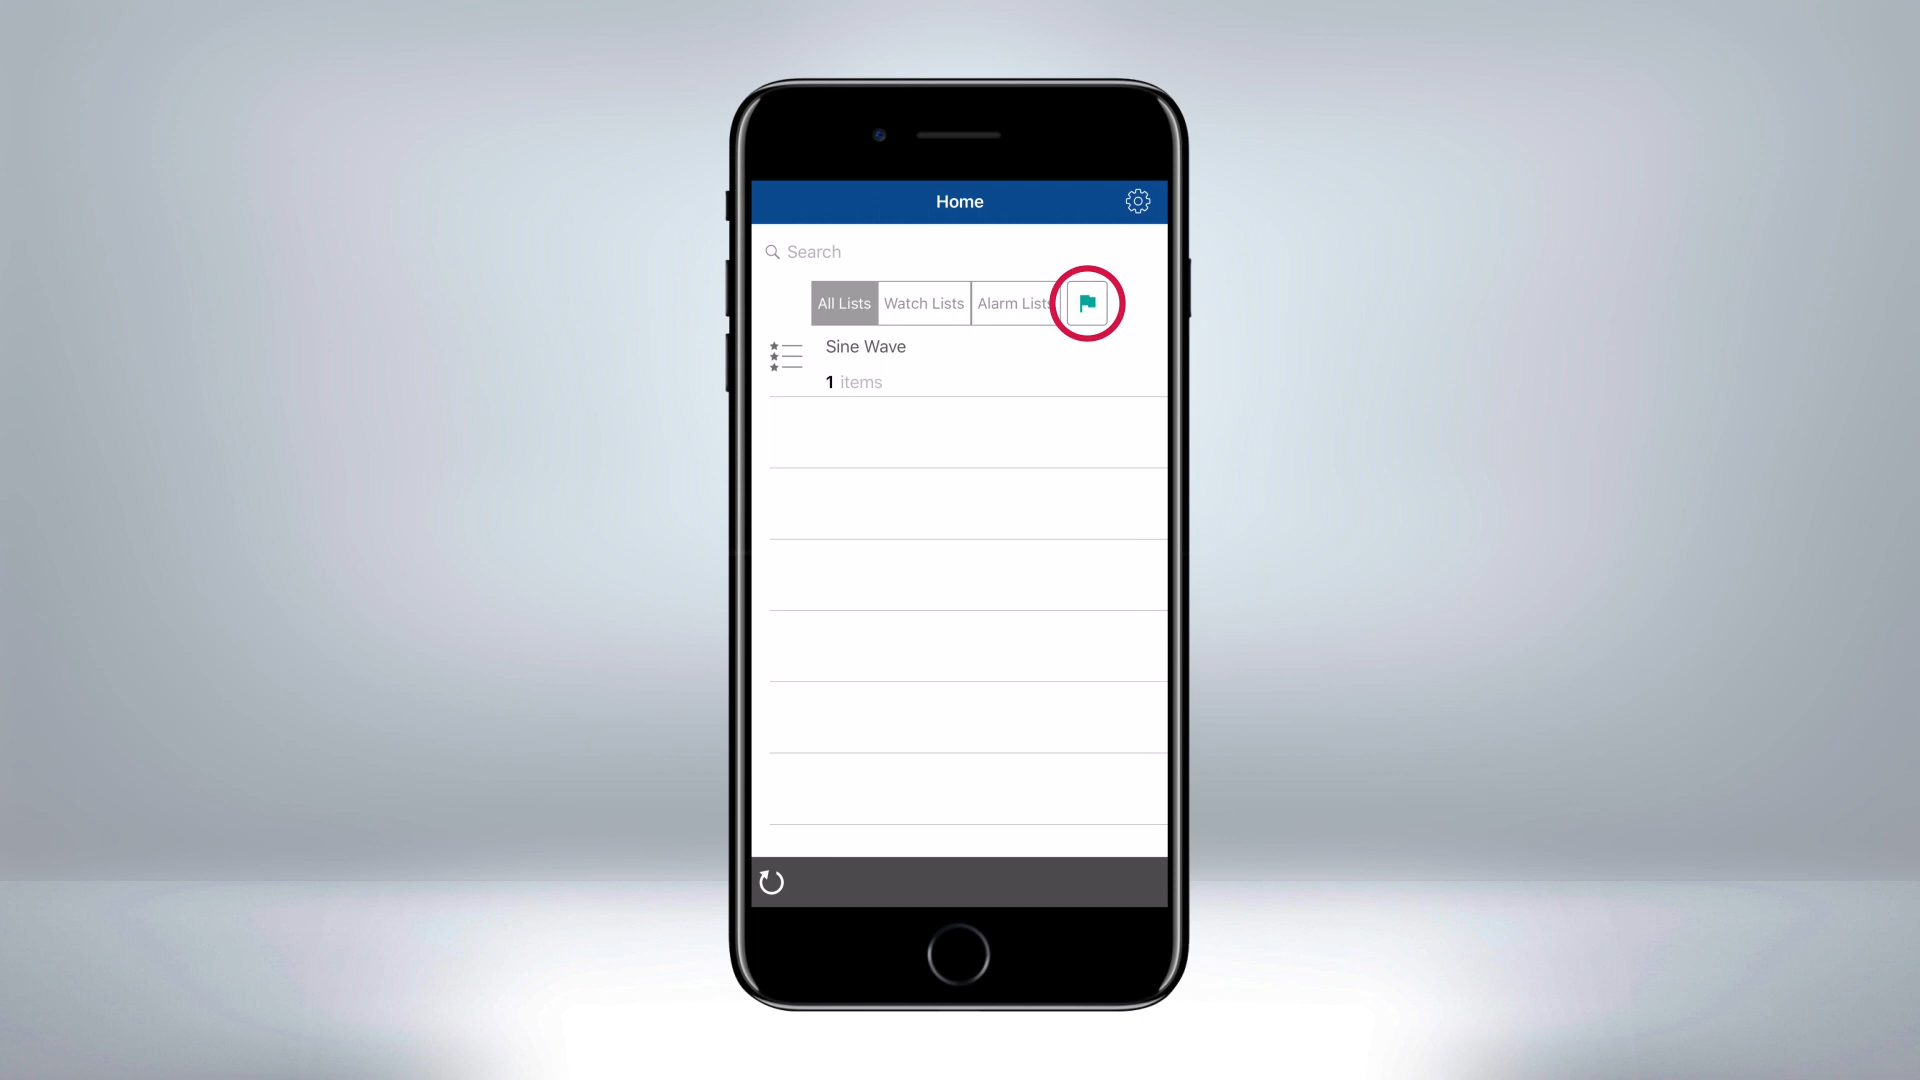 Home
Search
All Lists Watch Lists Alarm Lists
Sine Wave
1 items